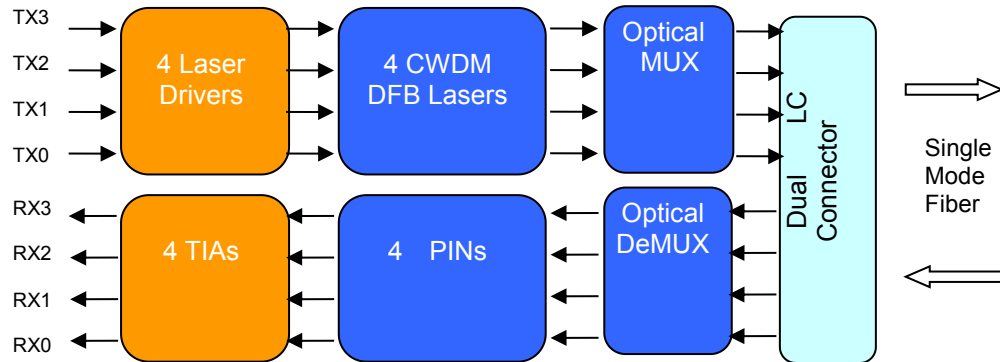 TX3
TX2
TX1
TX0
4 Laser
Drivers
4 CWDM
DFB Lasers
Optical
MUX
Dual LC
Connector
Single
Mode
Fiber
RX3
RX2
RX1
RX0
4 TIAs
4 PINs
Optical
DeMUX